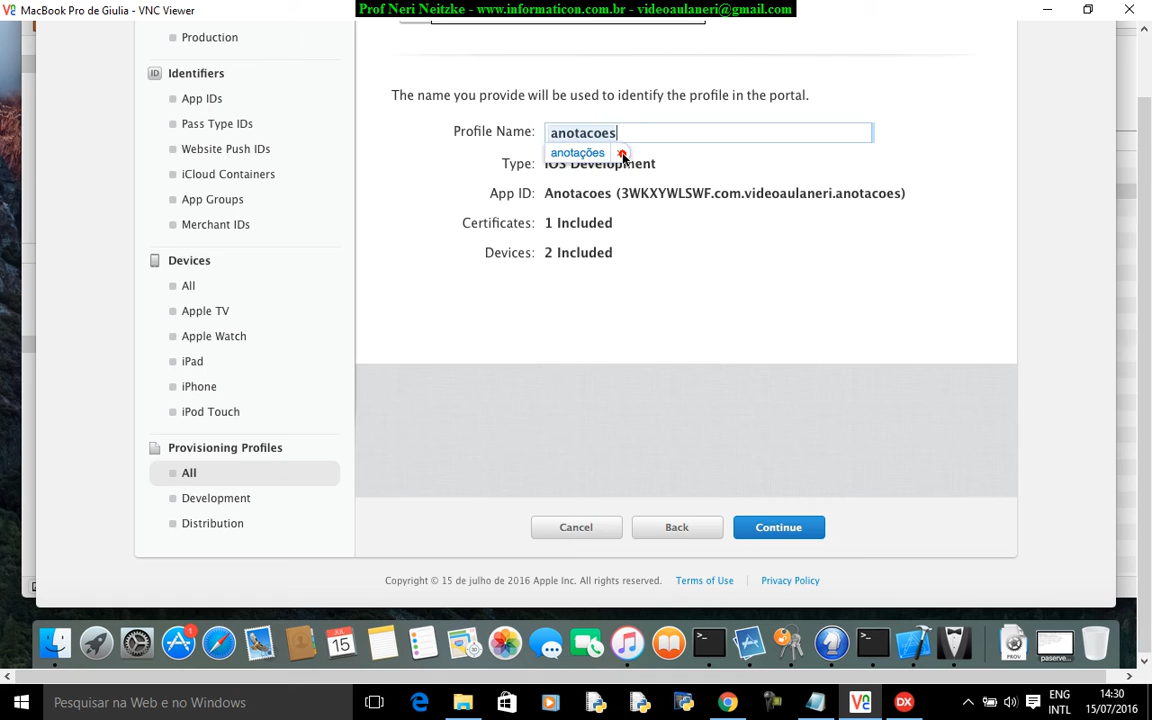 MacBook Pro de Giulia - VNC Viewer
Prof Neri Neitzke - www.informaticon.com.br - videoaulaneri@gmail.com
Production
Identifiers
App IDs
Pass Type IDs
Website Push IDs
iCloud Containers
App Groups
Merchant IDs
Devices
All
Apple TV
Apple Watch
iPad
iPhone
iPod Touch
Provisioning Profiles
All
Development
Distribution
The name you provide will be used to identify the profile in the portal.
Profile Name: anotacoes
anotações
Type: iOS Development
App ID: Anotacoes (3WKXYWLSWF.com.videoaulaneri.anotacoes)
Certificates: 1 Included
Devices: 2 Included
Cancel
Back
Continue
Copyright © 15 de julho de 2016 Apple Inc. All rights reserved. Terms of Use Privacy Policy
1
JUL
15
PROV
paserve...
Pesquisar na Web e no Windows
ENG
INTL
14:30
15/07/2016